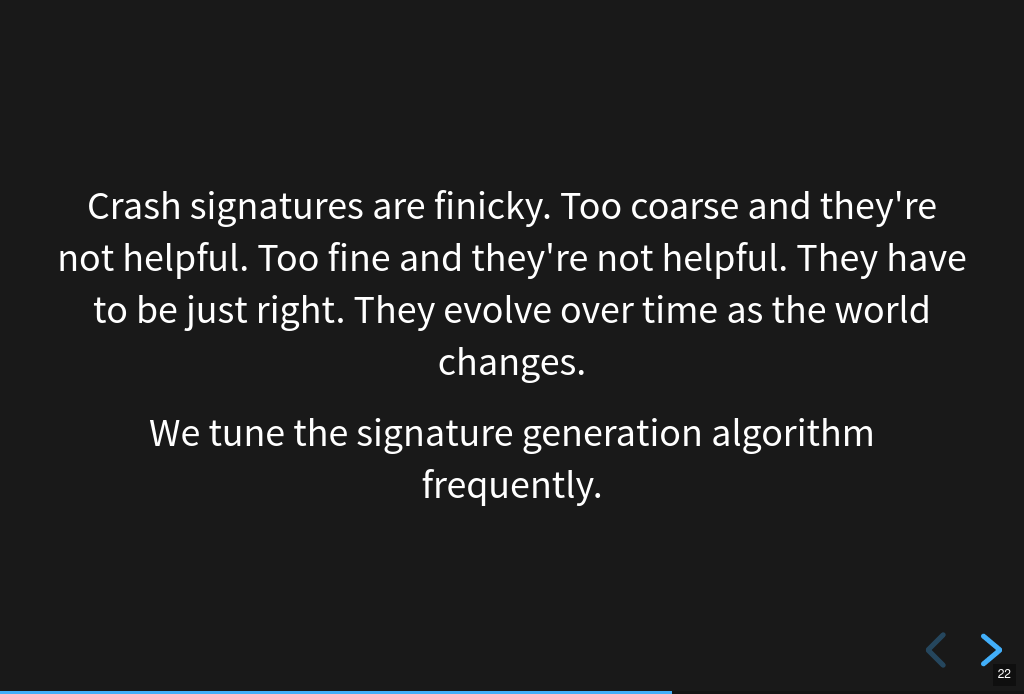 Crash signatures are finicky. Too coarse and they're
not helpful. Too fine and they're not helpful. They have
to be just right. They evolve over time as the world
changes.
We tune the signature generation algorithm
frequently.
22